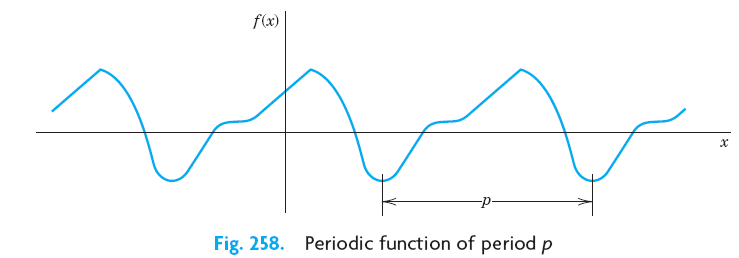 f(x)
x
p
Fig. 258. Periodic function of period p